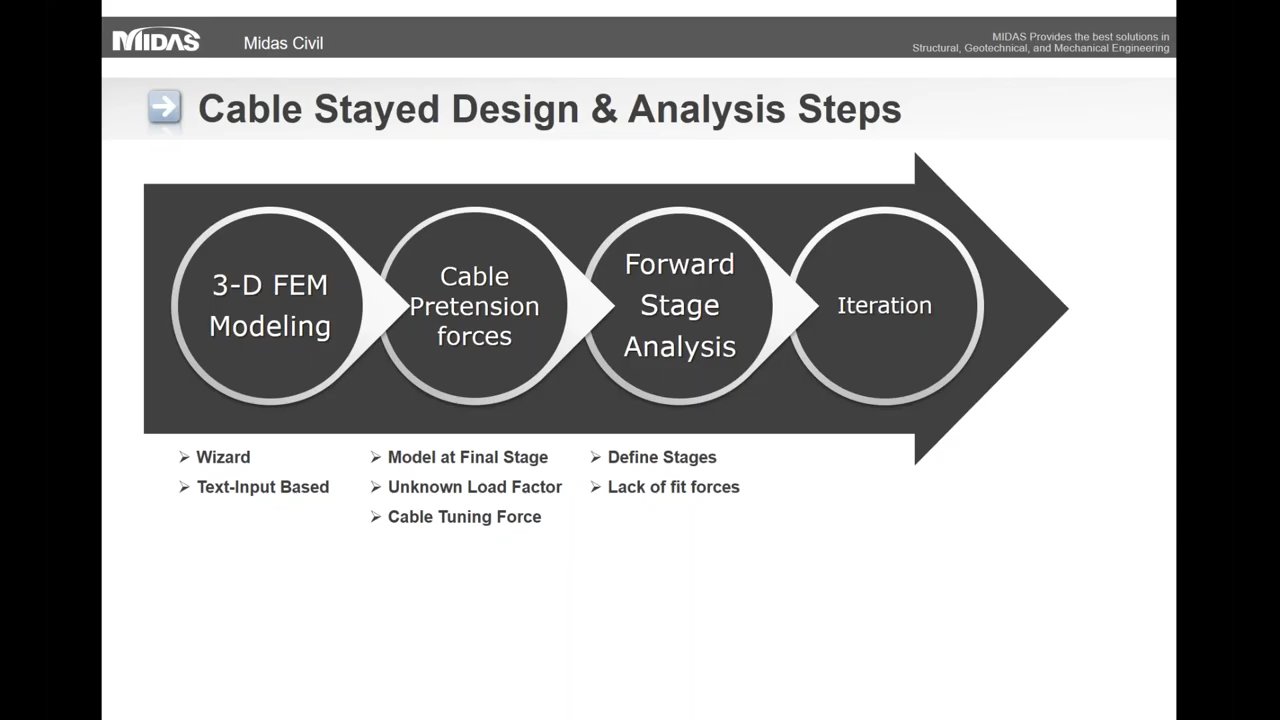 MIDAS
Midas Civil
MIDAS Provides the best solutions in
Structural, Geotechnical, and Mechanical Engineering
Cable Stayed Design & Analysis Steps
3-D FEM
Modeling
Cable
Pretension
forces
Forward
Stage
Analysis
Iteration
Wizard
Text-Input Based
Model at Final Stage
Unknown Load Factor
Cable Tuning Force
Define Stages
Lack of fit forces